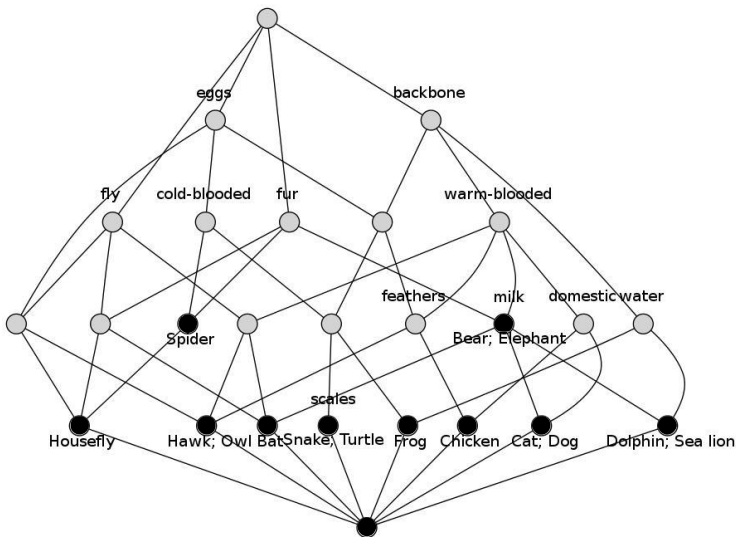 eggs
backbone
fly
cold-blooded
fur
warm-blooded
feathers
milk
domestic
water
Spider
Bear; Elephant
scales
Housefly
Hawk; Owl
Bat
Snake; Turtle
Frog
Chicken
Cat; Dog
Dolphin; Sea lion